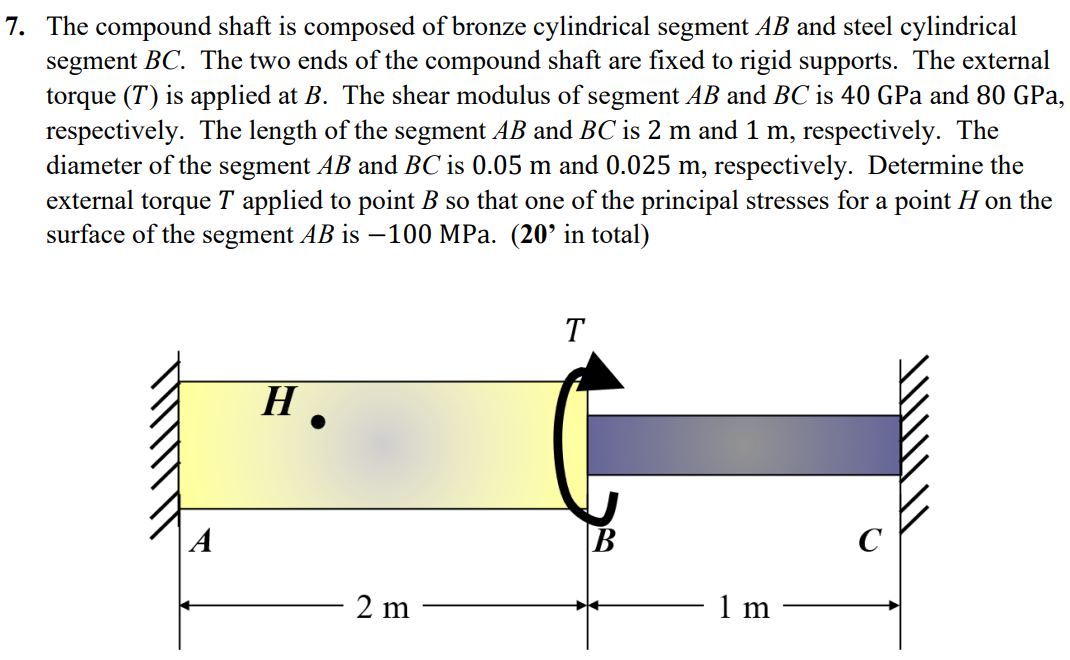 7. The compound shaft is composed of bronze cylindrical segment AB and steel cylindrical
segment BC. The two ends of the compound shaft are fixed to rigid supports. The external
torque (T) is applied at B. The shear modulus of segment AB and BC is 40 GPa and 80 GPa,
respectively. The length of the segment AB and BC is 2 m and 1 m, respectively. The
diameter of the segment AB and BC is 0.05 m and 0.025 m, respectively. Determine the
external torque T applied to point B so that one of the principal stresses for a point H on the
surface of the segment AB is −100 MPa. (20’ in total)
T
H
A
B
C
2 m
1 m